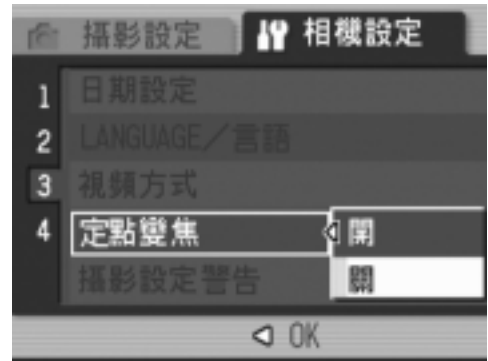 攝影設定 相機設定
1 日期設定
2 LANGUAGE／言語
3 視頻方式
4 定點變焦 開
攝影設定警告 關
OK